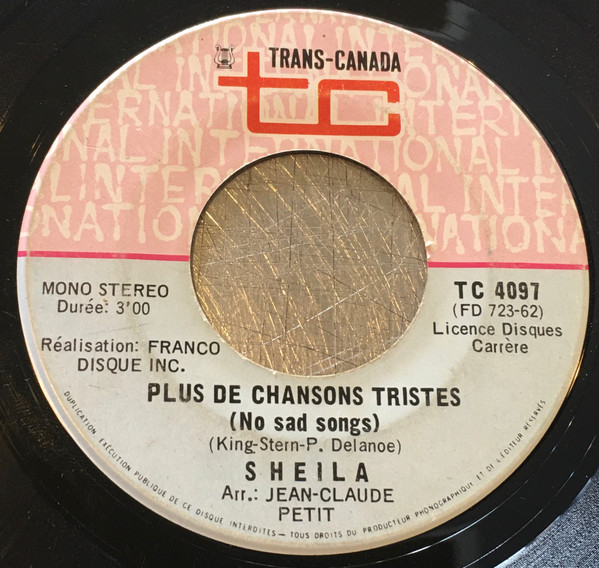 TRANS-CANADA
tc
INTERNATIONAL
MONO STEREO
Durée: 3'00
TC 4097
(FD 723-62)
Licence Disques
Carrère
Réalisation: FRANCO
DISQUE INC.
PLUS DE CHANSONS TRISTES
(No sad songs)
(King-Stern-P. Delanoe)
SHEILA
Arr.: JEAN-CLAUDE
PETIT
DUPLICATION EXÉCUTION PUBLIQUE DE CE DISQUE INTERDITES — TOUS DROITS DU PRODUCTEUR PHONOGRAPHIQUE ET DE L'ÉDITEUR RÉSERVÉS